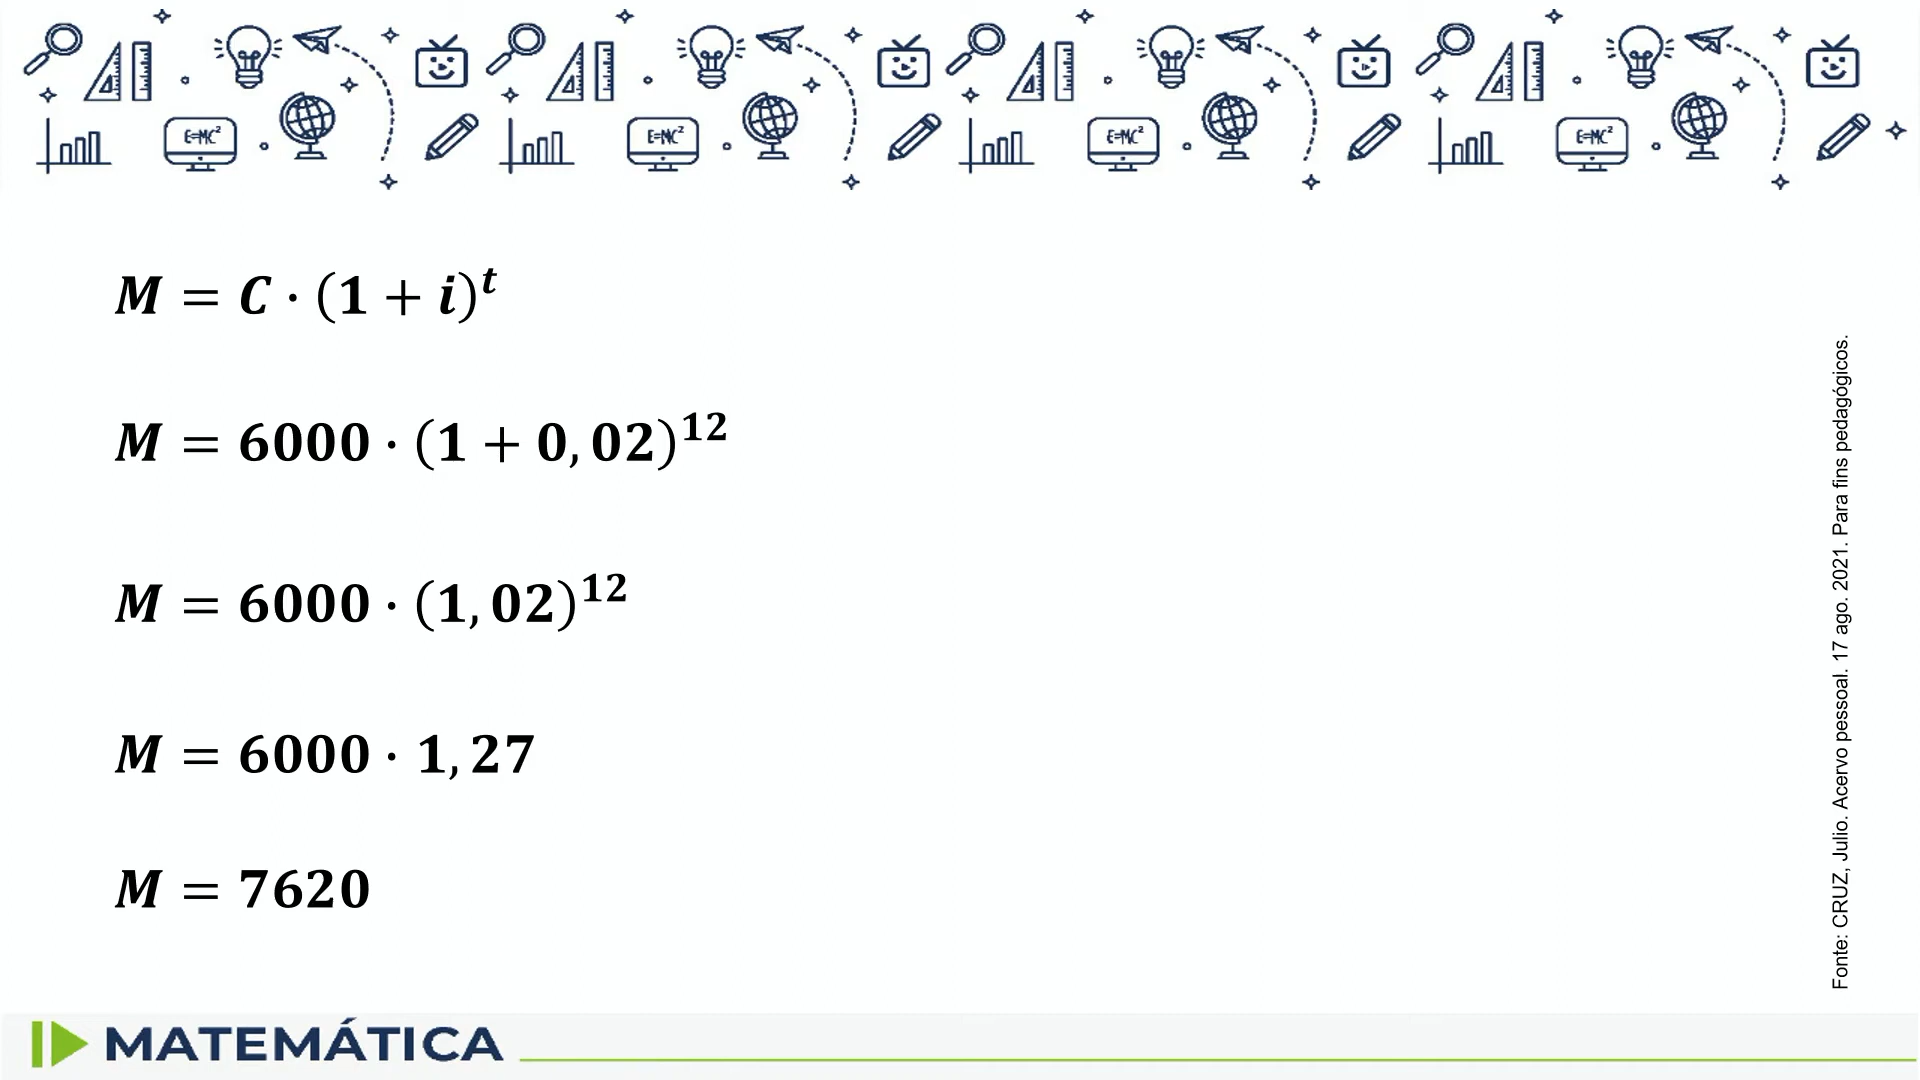 E=MC²
E=MC²
E=MC²
E=MC²
M = C · (1 + i)ᵗ
M = 6000 · (1 + 0, 02)¹²
M = 6000 · (1, 02)¹²
M = 6000 · 1, 27
M = 7620
Fonte: CRUZ, Julio. Acervo pessoal. 17 ago. 2021. Para fins pedagógicos.
MATEMÁTICA